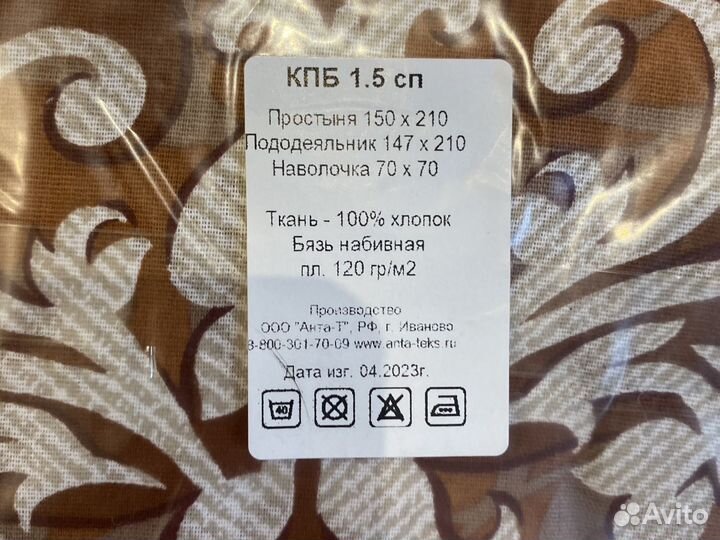 КПБ 1.5 сп
Простыня 150 х 210
Пододеяльник 147 х 210
Наволочка 70 х 70
Ткань - 100% хлопок
Бязь набивная
пл. 120 гр/м2
Производство
ООО "Анта-Т", РФ, г. Иваново
8-800-301-70-09 www.anta-teks.ru
Дата изг. 04.2023г.
40
Avito